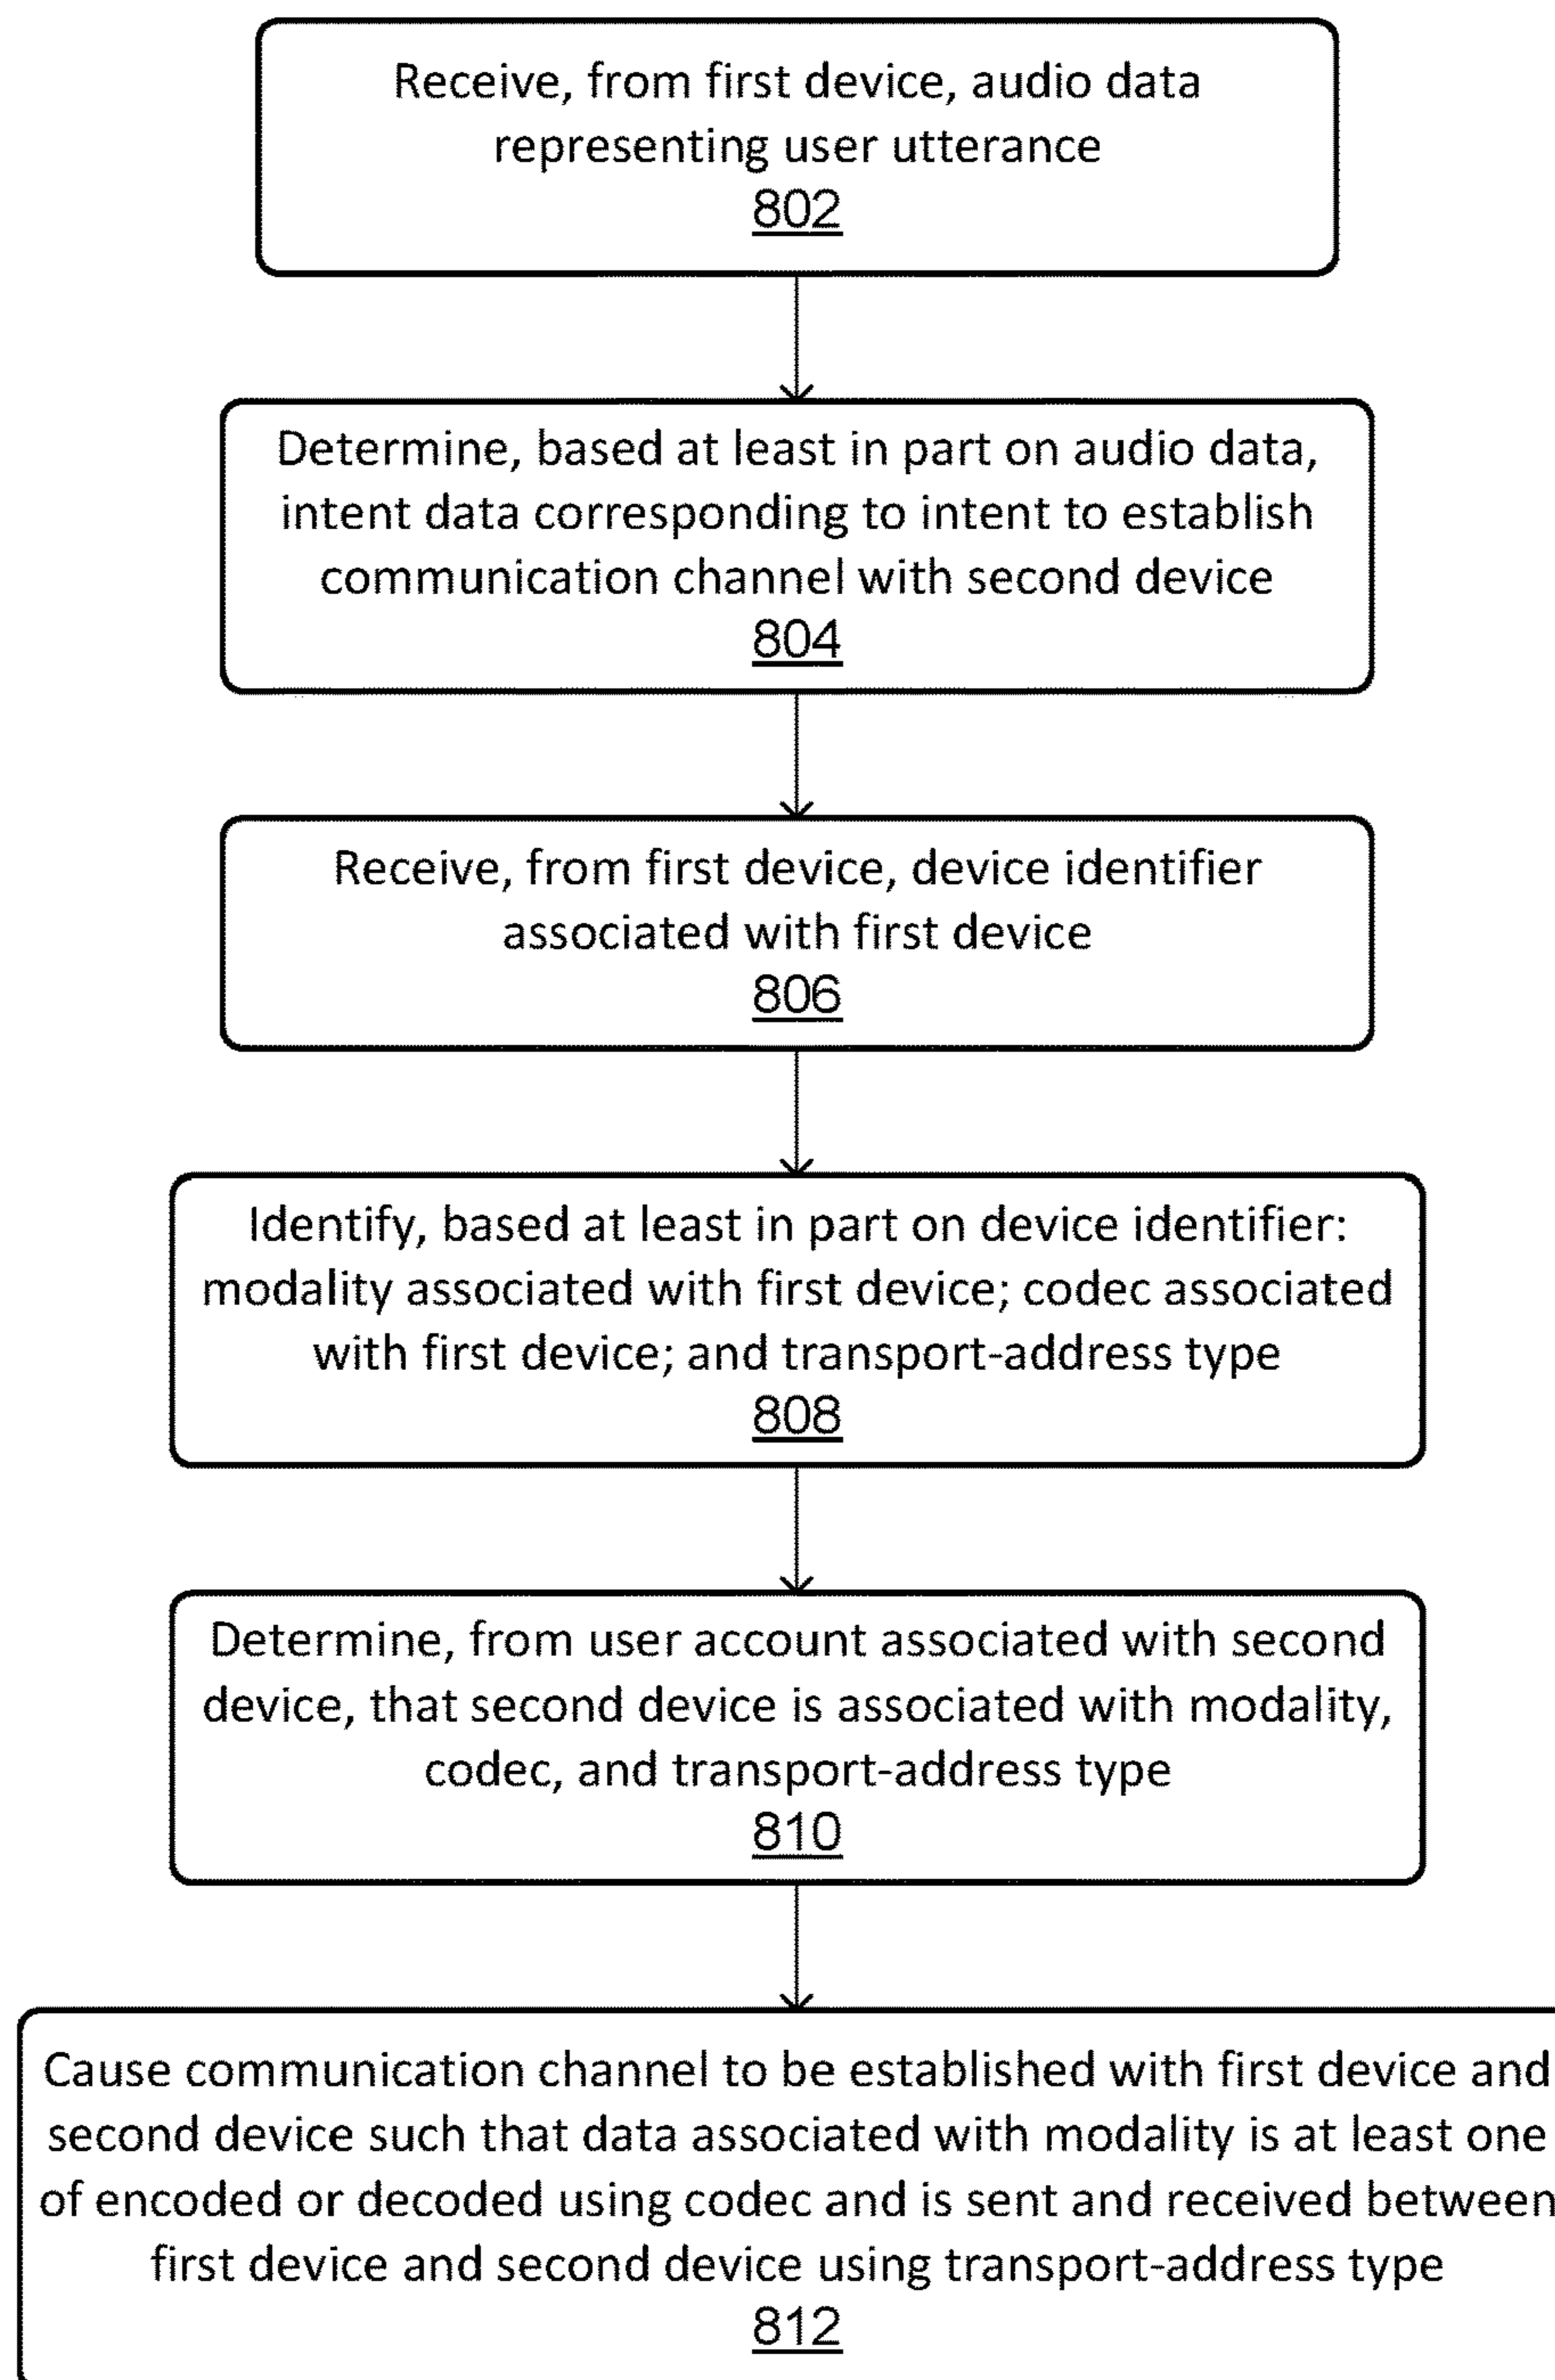 Receive, from first device, audio data
representing user utterance
802
Determine, based at least in part on audio data,
intent data corresponding to intent to establish
communication channel with second device
804
Receive, from first device, device identifier
associated with first device
806
Identify, based at least in part on device identifier:
modality associated with first device; codec associated
with first device; and transport-address type
808
Determine, from user account associated with second
device, that second device is associated with modality,
codec, and transport-address type
810
Cause communication channel to be established with first device and
second device such that data associated with modality is at least one
of encoded or decoded using codec and is sent and received between
first device and second device using transport-address type
812